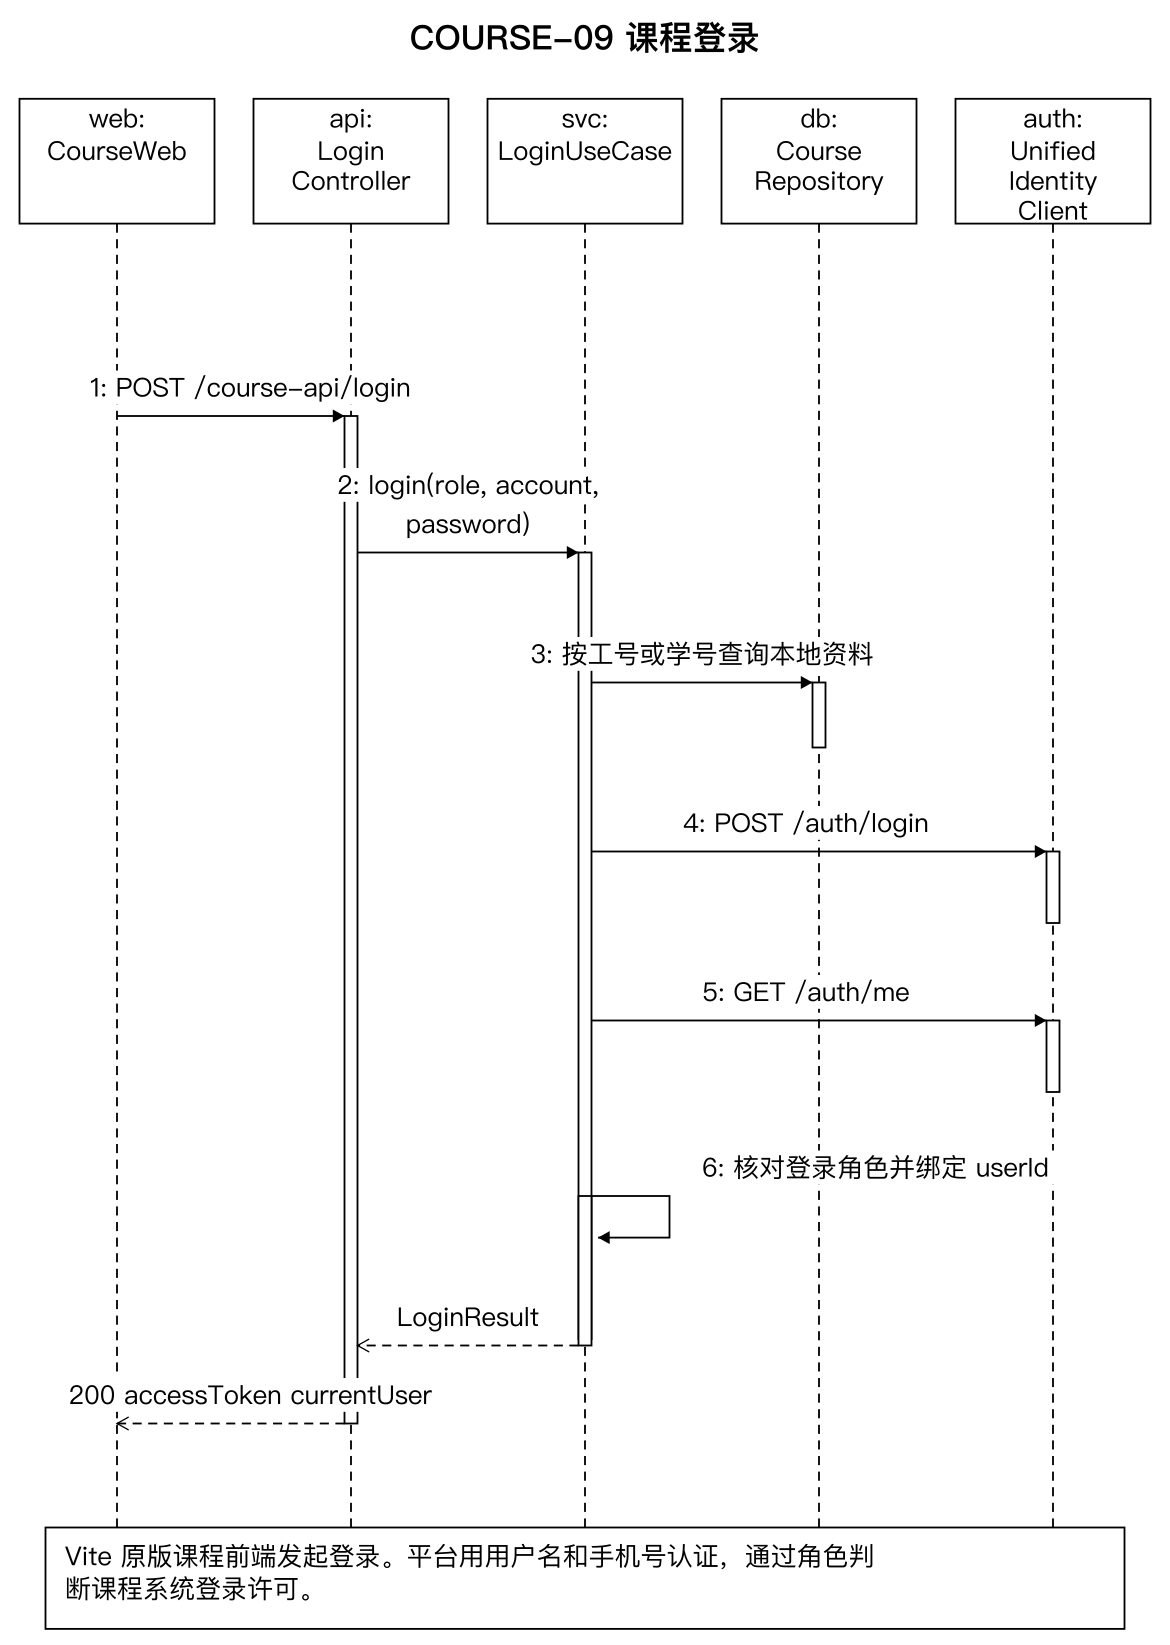 COURSE–09 课程登录
web:
CourseWeb
api:
Login
Controller
svc:
LoginUseCase
db:
Course
Repository
auth:
Unified
Identity
Client
1: POST /course–api/login
2: login(role, account,
password)
3: 按工号或学号查询本地资料
4: POST /auth/login
5: GET /auth/me
6: 核对登录角色并绑定 userId
LoginResult
200 accessToken currentUser
Vite 原版课程前端发起登录。平台用用户名和手机号认证，通过角色判
断课程系统登录许可。